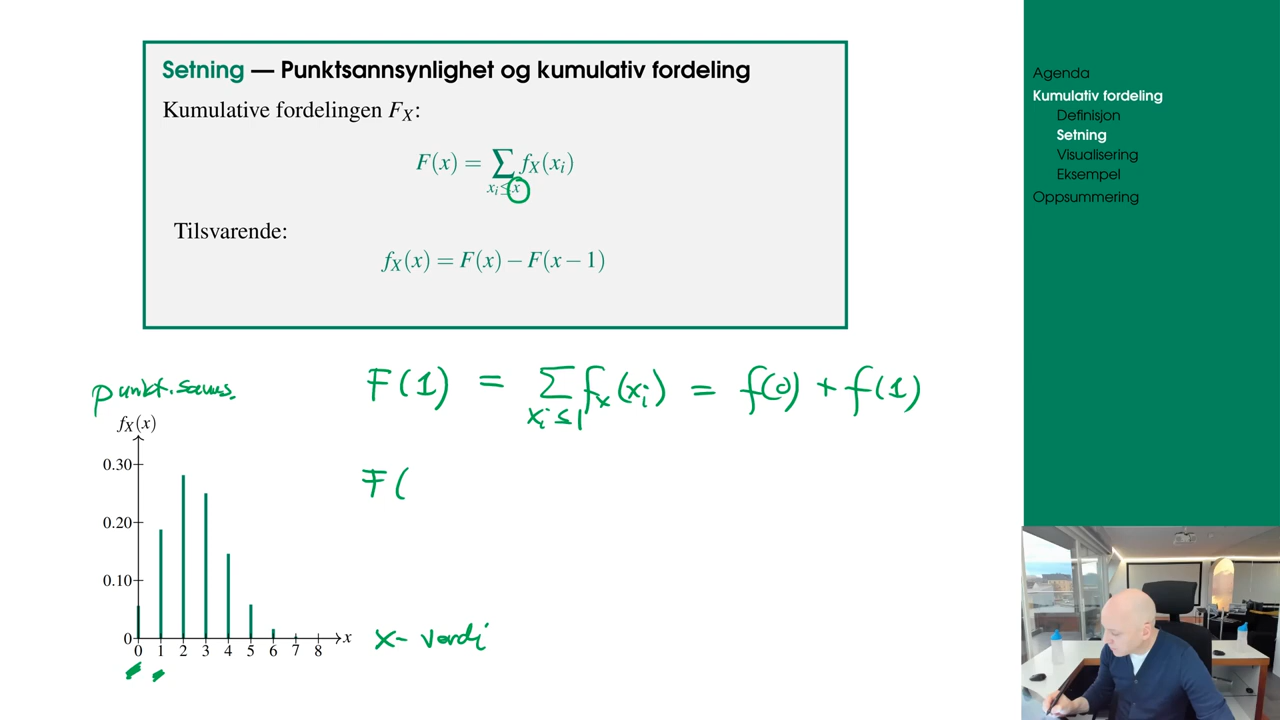 Setning — Punktsannsynlighet og kumulativ fordeling
Kumulative fordelingen F_X:
F(x) = ∑_{x_i ≤ x} f_X(x_i)
Tilsvarende:
f_X(x) = F(x) − F(x − 1)
F(1) = ∑_{x_i ≤ 1} f_x(x_i) = f(0) + f(1)
F(
punkt.sanns.
f_X(x)
0.30
0.20
0.10
0
0 1 2 3 4 5 6 7 8
x
x- verdi
Agenda
Kumulativ fordeling
Definisjon
Setning
Visualisering
Eksempel
Oppsummering